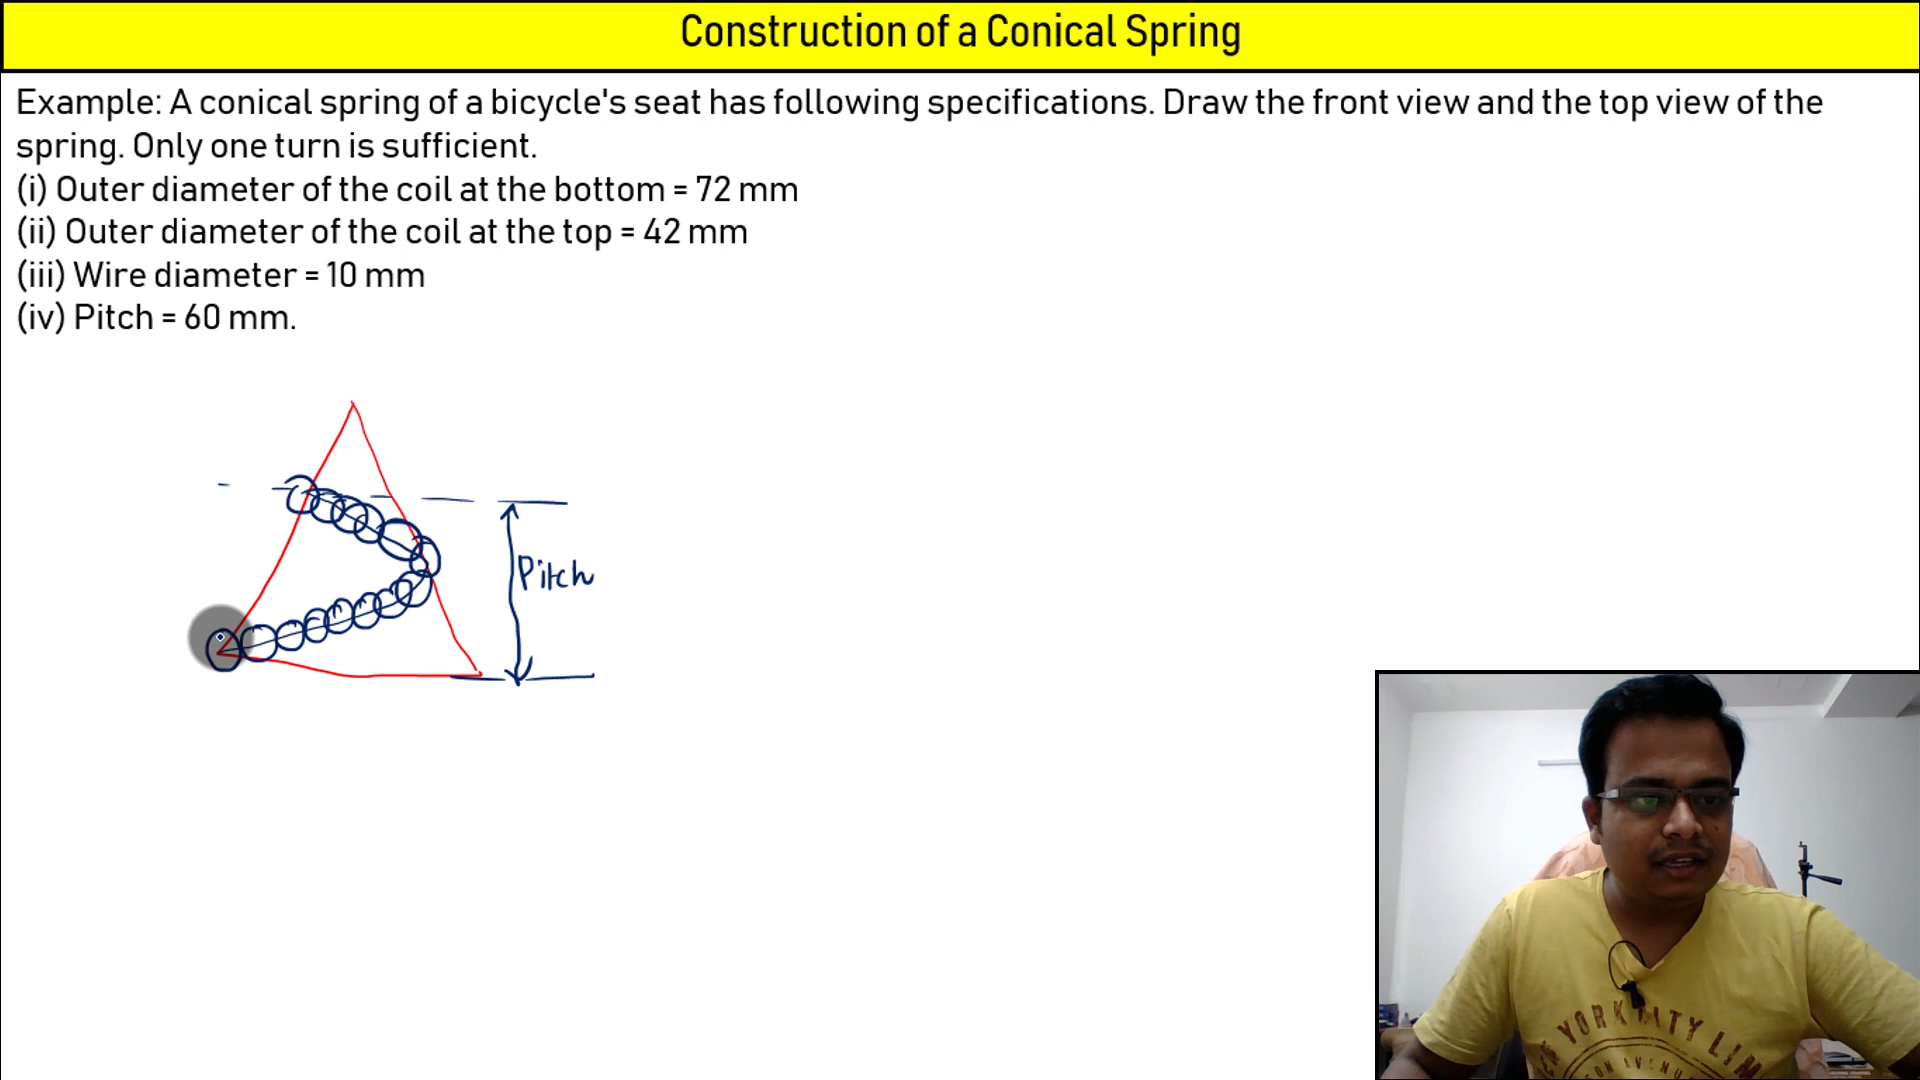 Construction of a Conical Spring
Example: A conical spring of a bicycle's seat has following specifications. Draw the front view and the top view of the
spring. Only one turn is sufficient.
(i) Outer diameter of the coil at the bottom = 72 mm
(ii) Outer diameter of the coil at the top = 42 mm
(iii) Wire diameter = 10 mm
(iv) Pitch = 60 mm.
Pitch